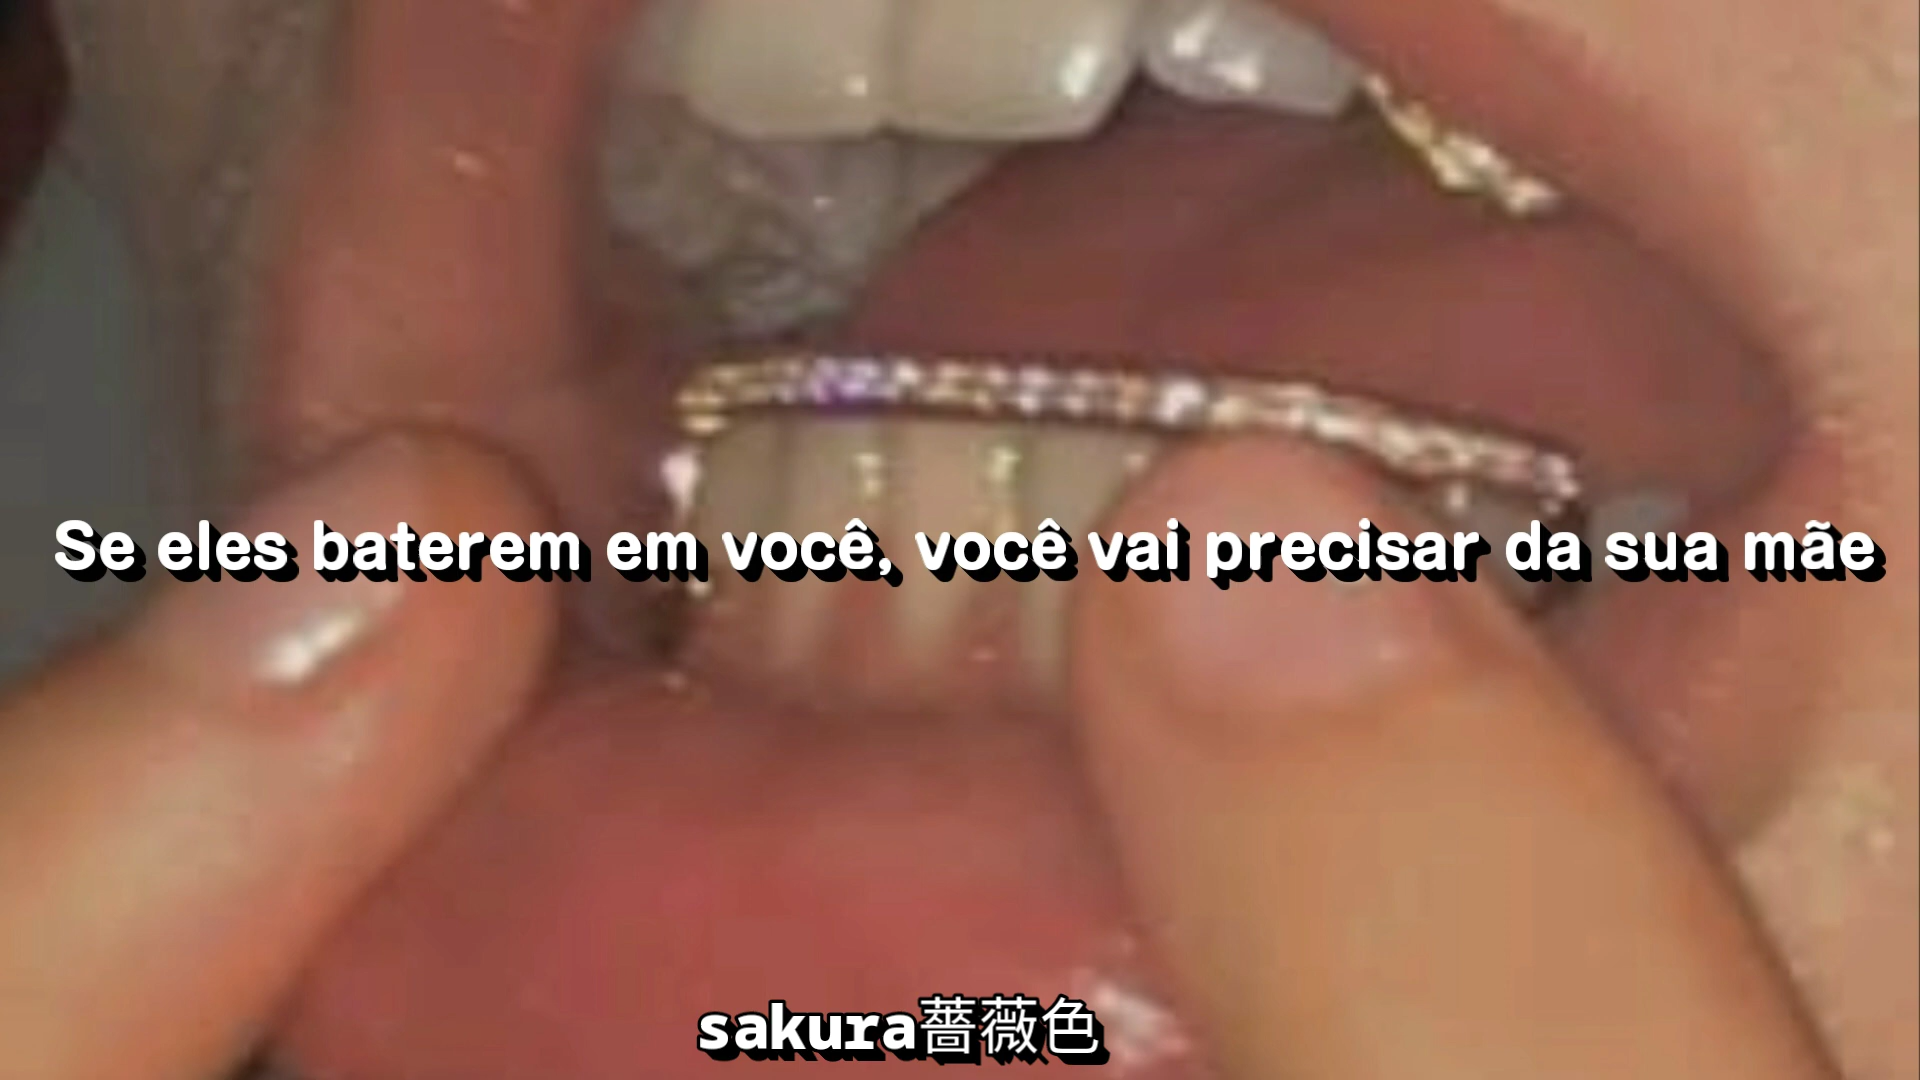 Se eles baterem em você, você vai precisar da sua mãe
sakura薔薇色